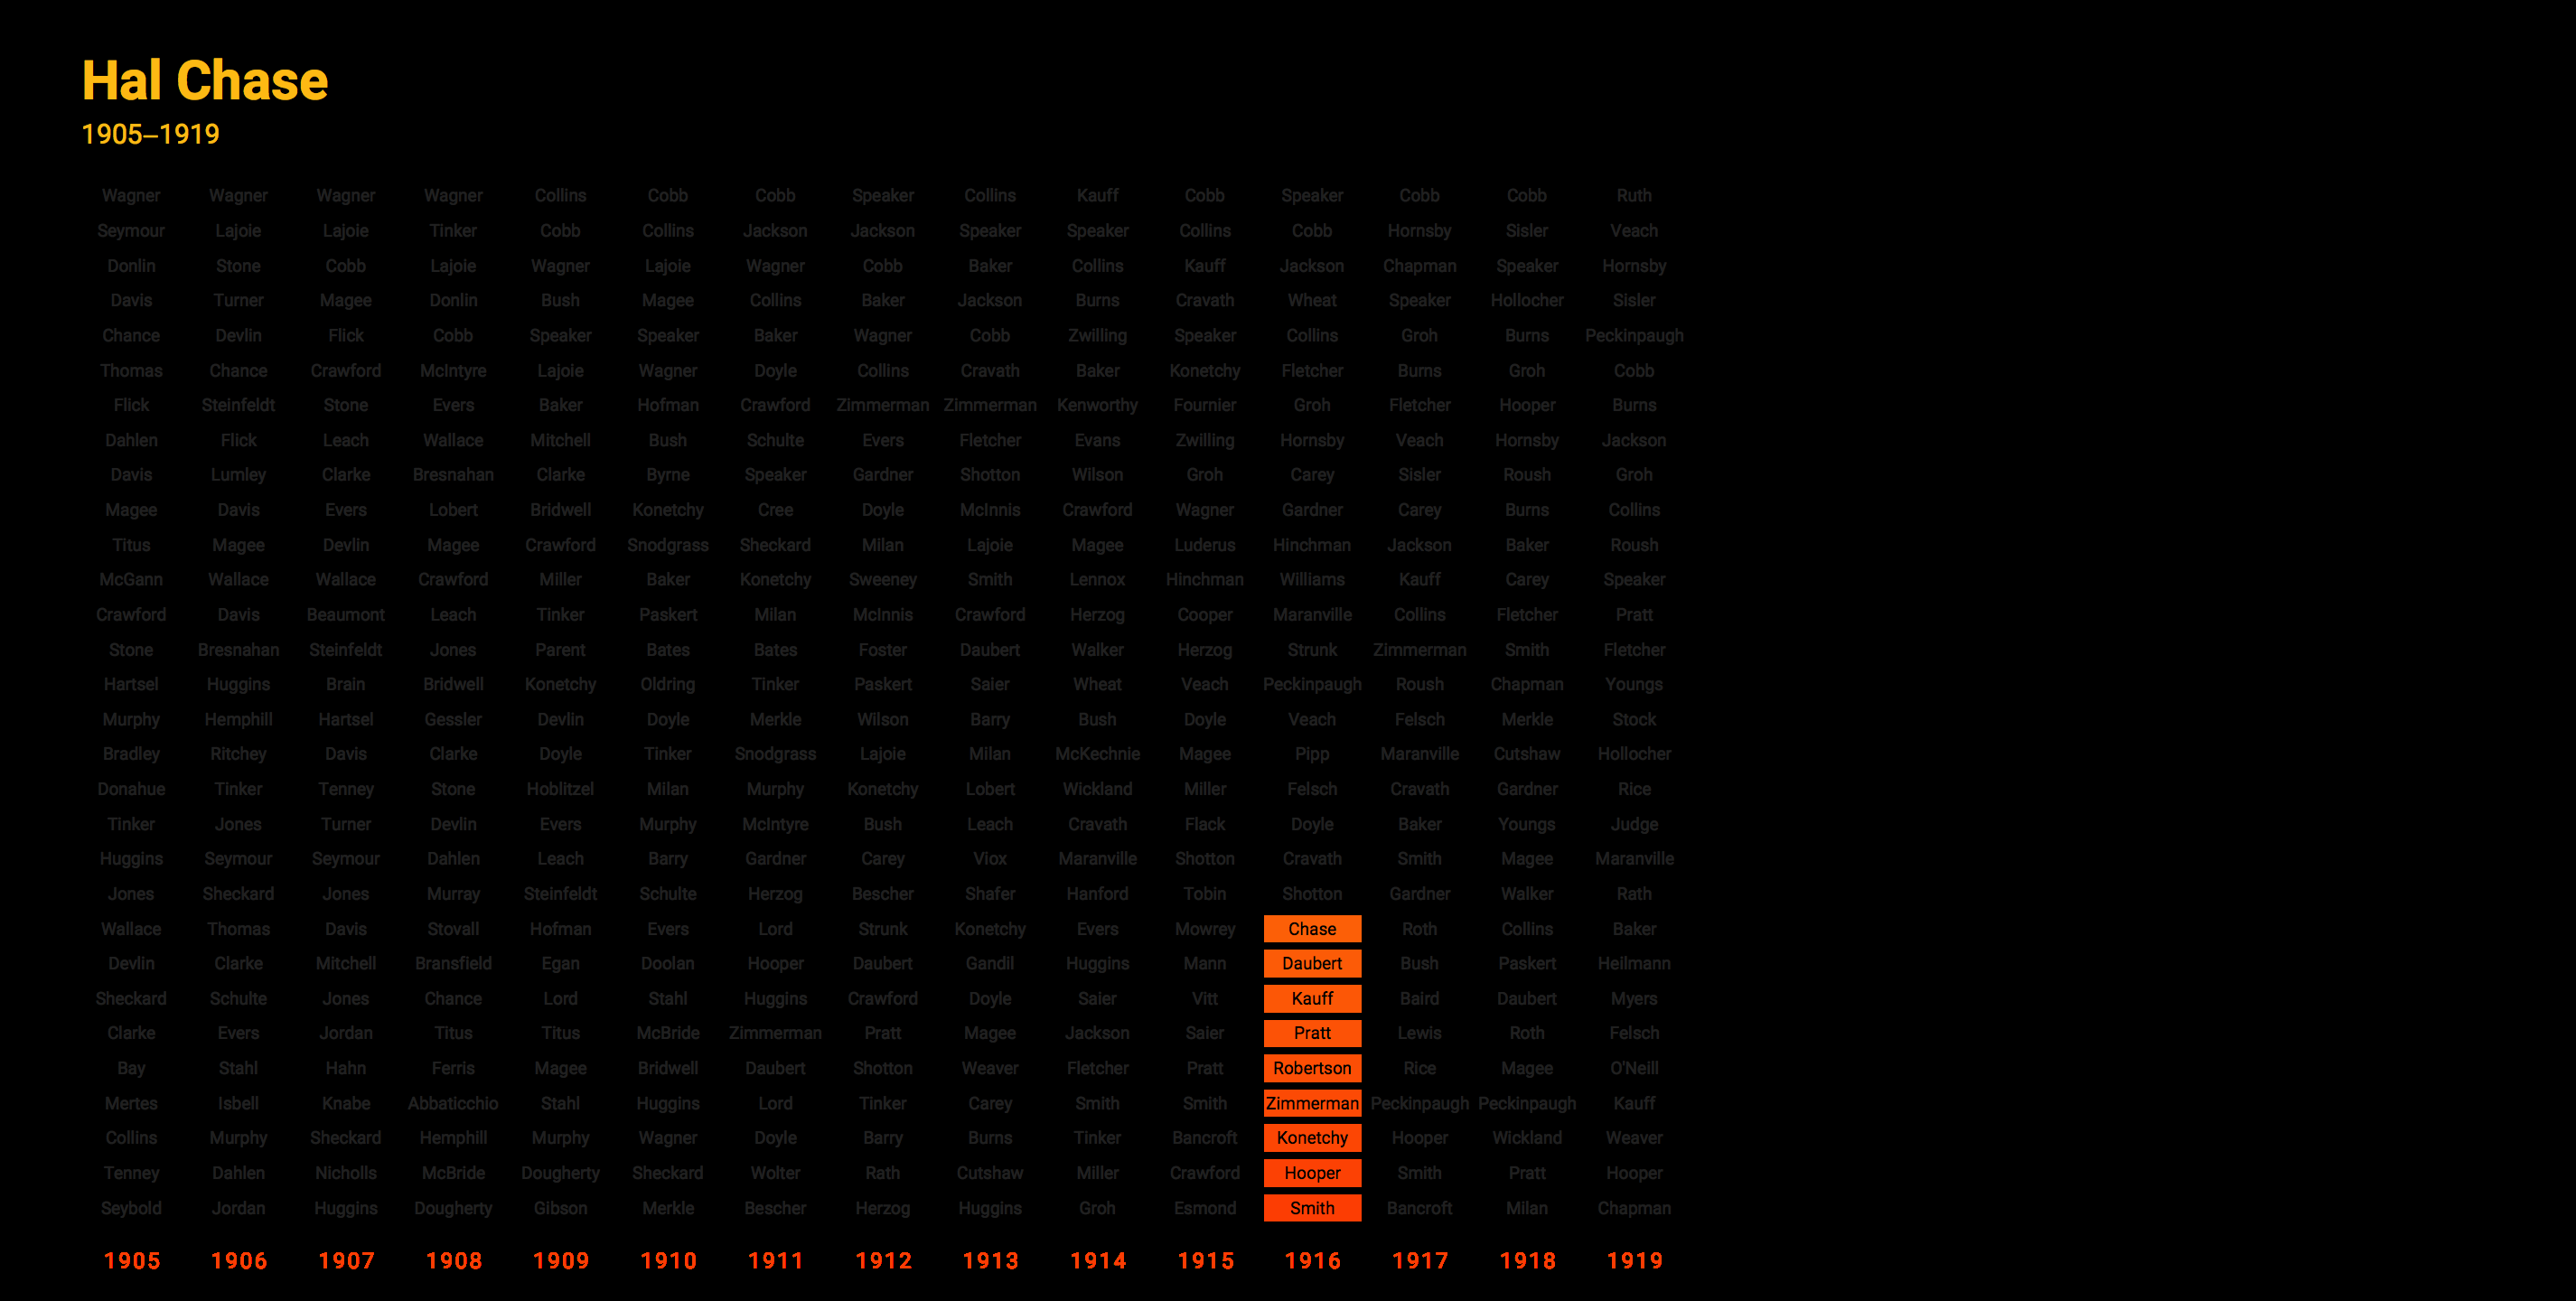 Hal Chase
1905–1919
Wagner Wagner Wagner Wagner Collins Cobb Cobb Speaker Collins Kauff Cobb Speaker Cobb Cobb Ruth
Seymour Lajoie Lajoie Tinker Cobb Collins Jackson Jackson Speaker Speaker Collins Cobb Hornsby Sisler Veach
Donlin Stone Cobb Lajoie Wagner Lajoie Wagner Cobb Baker Collins Kauff Jackson Chapman Speaker Hornsby
Davis Turner Magee Donlin Bush Magee Collins Baker Jackson Burns Cravath Wheat Speaker Hollocher Sisler
Chance Devlin Flick Cobb Speaker Speaker Baker Wagner Cobb Zwilling Speaker Collins Groh Burns Peckinpaugh
Thomas Chance Crawford McIntyre Lajoie Wagner Doyle Collins Cravath Baker Konetchy Fletcher Burns Groh Cobb
Flick Steinfeldt Stone Evers Baker Hofman Crawford Zimmerman Zimmerman Kenworthy Fournier Groh Fletcher Hooper Burns
Dahlen Flick Leach Wallace Mitchell Bush Schulte Evers Fletcher Evans Zwilling Hornsby Veach Hornsby Jackson
Davis Lumley Clarke Bresnahan Clarke Byrne Speaker Gardner Shotton Wilson Groh Carey Sisler Roush Groh
Magee Davis Evers Lobert Bridwell Konetchy Cree Doyle McInnis Crawford Wagner Gardner Carey Burns Collins
Titus Magee Devlin Magee Crawford Snodgrass Sheckard Milan Lajoie Magee Luderus Hinchman Jackson Baker Roush
McGann Wallace Wallace Crawford Miller Baker Konetchy Sweeney Smith Lennox Hinchman Williams Kauff Carey Speaker
Crawford Davis Beaumont Leach Tinker Paskert Milan McInnis Crawford Herzog Cooper Maranville Collins Fletcher Pratt
Stone Bresnahan Steinfeldt Jones Parent Bates Bates Foster Daubert Walker Herzog Strunk Zimmerman Smith Fletcher
Hartsel Huggins Brain Bridwell Konetchy Oldring Tinker Paskert Saier Wheat Veach Peckinpaugh Roush Chapman Youngs
Murphy Hemphill Hartsel Gessler Devlin Doyle Merkle Wilson Barry Bush Doyle Veach Felsch Merkle Stock
Bradley Ritchey Davis Clarke Doyle Tinker Snodgrass Lajoie Milan McKechnie Magee Pipp Maranville Cutshaw Hollocher
Donahue Tinker Tenney Stone Hoblitzel Milan Murphy Konetchy Lobert Wickland Miller Felsch Cravath Gardner Rice
Tinker Jones Turner Devlin Evers Murphy McIntyre Bush Leach Cravath Flack Doyle Baker Youngs Judge
Huggins Seymour Seymour Dahlen Leach Barry Gardner Carey Viox Maranville Shotton Cravath Smith Magee Maranville
Jones Sheckard Jones Murray Steinfeldt Schulte Herzog Bescher Shafer Hanford Tobin Shotton Gardner Walker Rath
Wallace Thomas Davis Stovall Hofman Evers Lord Strunk Konetchy Evers Mowrey Chase Roth Collins Baker
Devlin Clarke Mitchell Bransfield Egan Doolan Hooper Daubert Gandil Huggins Mann Daubert Bush Paskert Heilmann
Sheckard Schulte Jones Chance Lord Stahl Huggins Crawford Doyle Saier Vitt Kauff Baird Daubert Myers
Clarke Evers Jordan Titus Titus McBride Zimmerman Pratt Magee Jackson Saier Pratt Lewis Roth Felsch
Bay Stahl Hahn Ferris Magee Bridwell Daubert Shotton Weaver Fletcher Pratt Robertson Rice Magee O'Neill
Mertes Isbell Knabe Abbaticchio Stahl Huggins Lord Tinker Carey Smith Smith Zimmerman Peckinpaugh Peckinpaugh Kauff
Collins Murphy Sheckard Hemphill Murphy Wagner Doyle Barry Burns Tinker Bancroft Konetchy Hooper Wickland Weaver
Tenney Dahlen Nicholls McBride Dougherty Sheckard Wolter Rath Cutshaw Miller Crawford Hooper Smith Pratt Hooper
Seybold Jordan Huggins Dougherty Gibson Merkle Bescher Herzog Huggins Groh Esmond Smith Bancroft Milan Chapman
1905 1906 1907 1908 1909 1910 1911 1912 1913 1914 1915 1916 1917 1918 1919